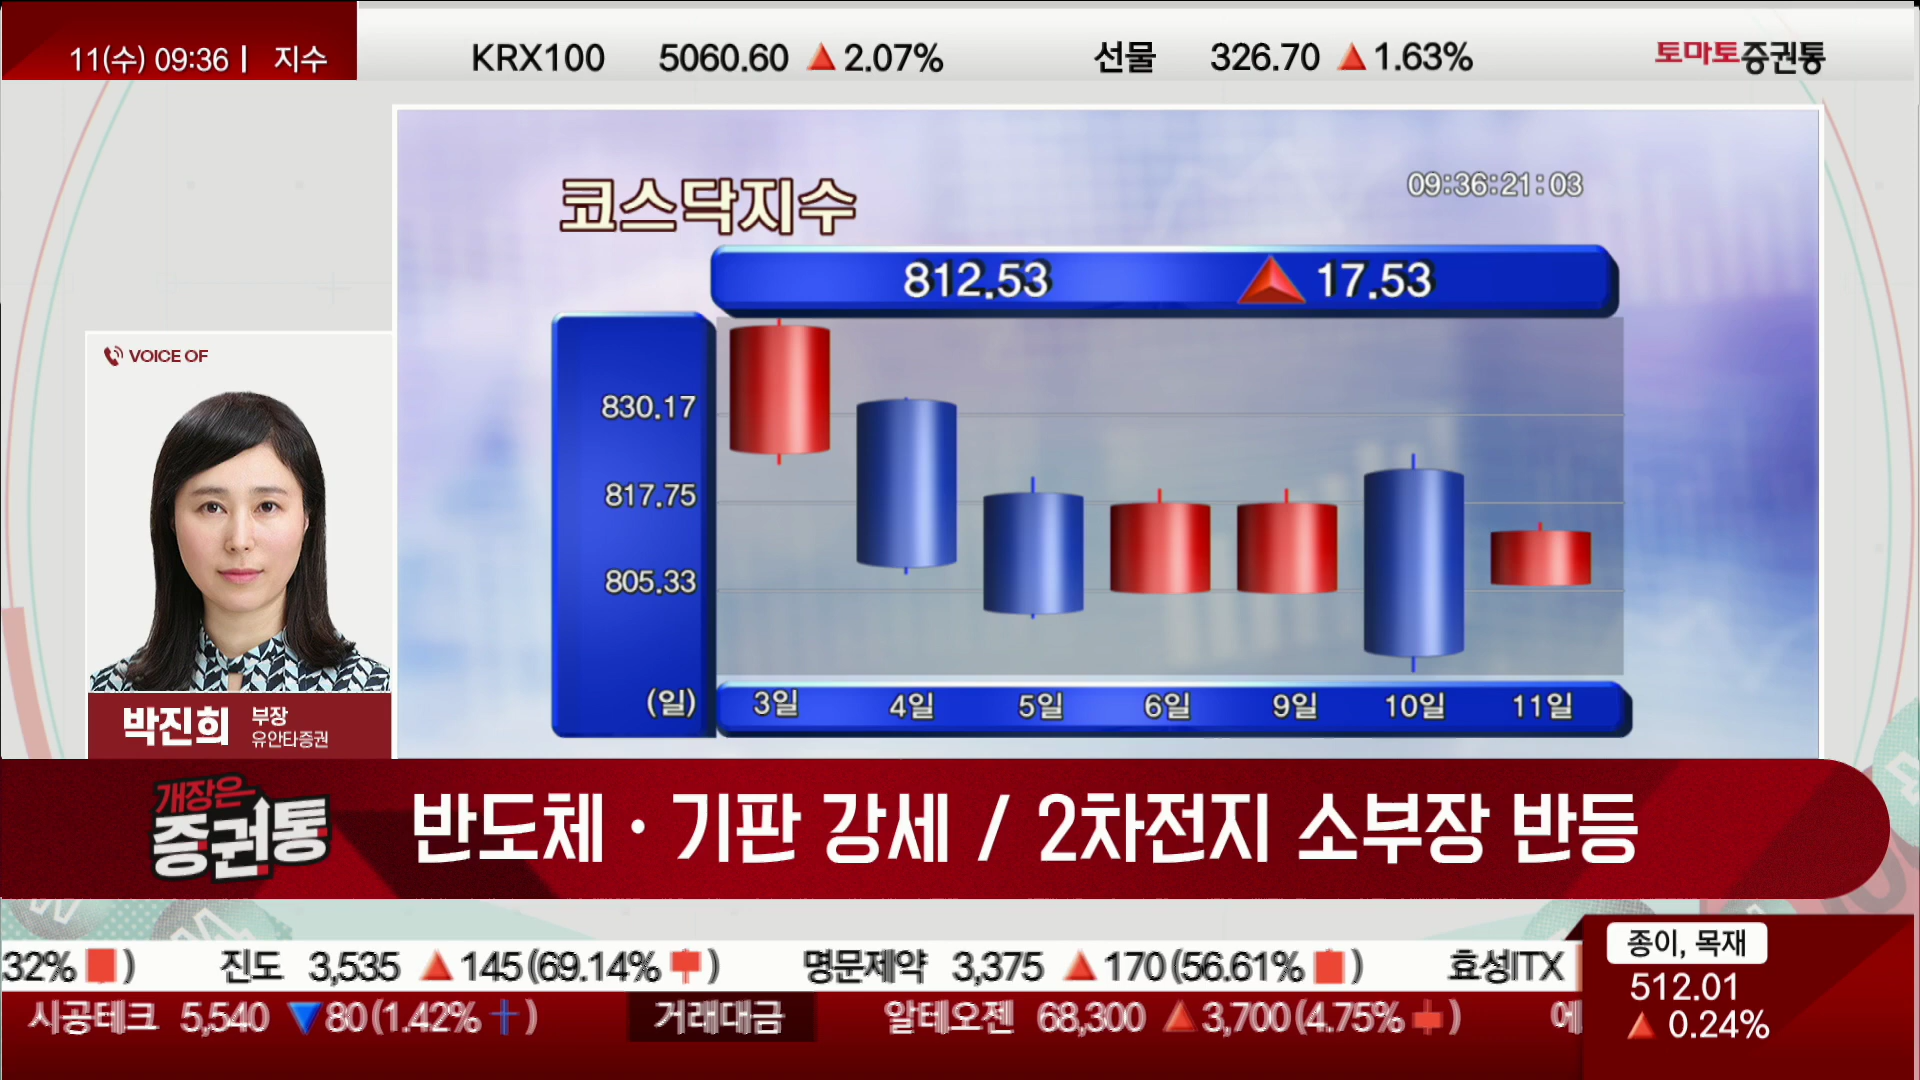 11(수) 09:36 | 지수
KRX100 5060.60 ▲ 2.07% 선물 326.70 ▲ 1.63%
토마토증권통
코스닥지수
09:36:21:03
812.53 ▲ 17.53
830.17
817.75
805.33
(일) 3일 4일 5일 6일 9일 10일 11일
VOICE OF
박진희 부장
유안타증권
개장은
증권통
반도체·기판 강세 / 2차전지 소부장 반등
32% ) 진도 3,535 ▲ 145(69.14% ) 명문제약 3,375 ▲ 170(56.61% ) 효성ITX
시공테크 5,540 ▼ 80(1.42% ) 거래대금 알테오젠 68,300 ▲ 3,700(4.75% ) 에
종이, 목재
512.01
▲ 0.24%